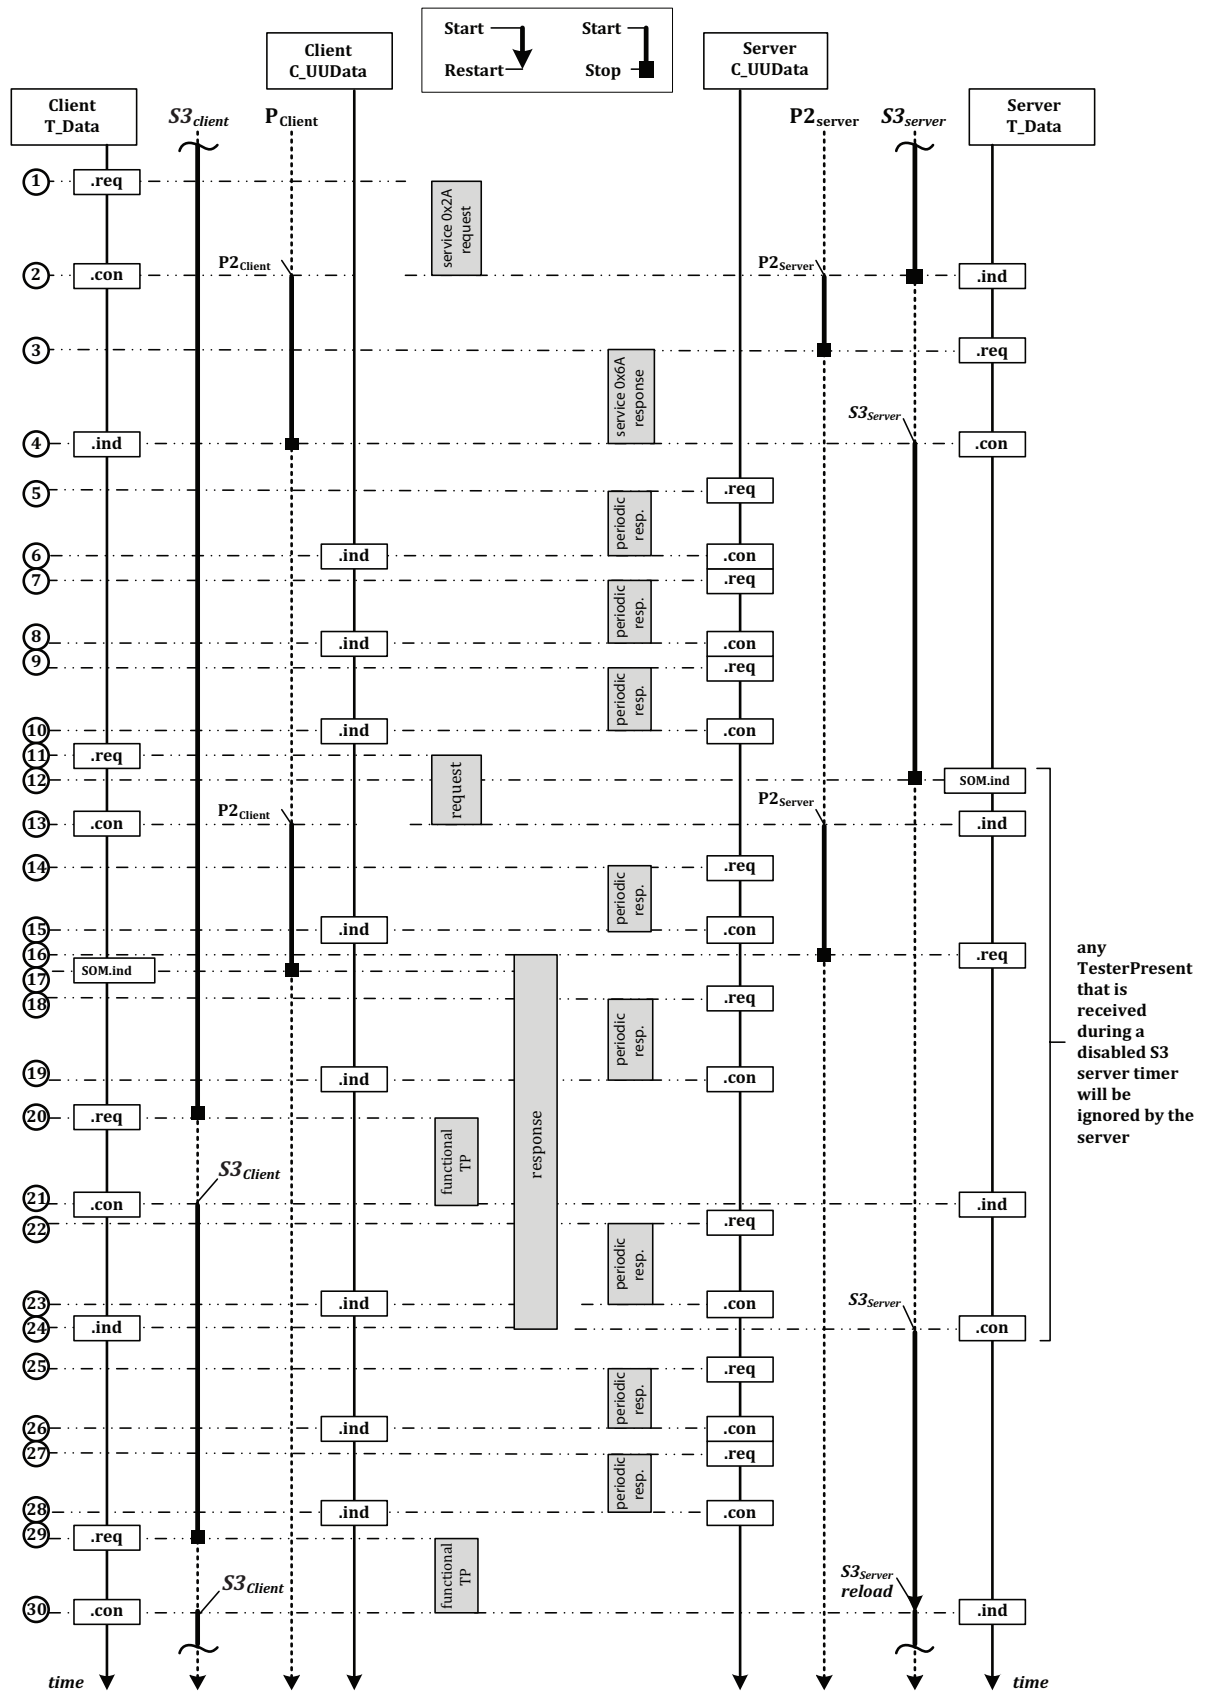 Start
Start
Restart
Stop
Client
C_UUData
Server
C_UUData
Client
T_Data
S3client
PClient
P2server
S3server
Server
T_Data
1
.req
service 0x2A
request
2
.con
P2Client
P2Server
.ind
3
.req
service 0x6A
response
S3Server
4
.ind
.con
5
.req
periodic
resp.
6
.ind
.con
7
.req
periodic
resp.
8
.ind
.con
9
.req
periodic
resp.
10
.ind
.con
11
.req
request
12
SOM.ind
P2Client
P2Server
13
.con
.ind
14
.req
periodic
resp.
15
.ind
.con
16
.req
17
SOM.ind
18
.req
periodic
resp.
any
TesterPresent
that is
received
during a
disabled S3
server timer
will be
ignored by the
server
19
.ind
.con
response
20
.req
functional
TP
S3Client
21
.con
.ind
22
.req
periodic
resp.
23
.ind
.con
S3Server
24
.ind
.con
25
.req
periodic
resp.
26
.ind
.con
27
.req
periodic
resp.
28
.ind
.con
29
.req
functional
TP
S3Client
S3Server
reload
30
.con
.ind
time
time